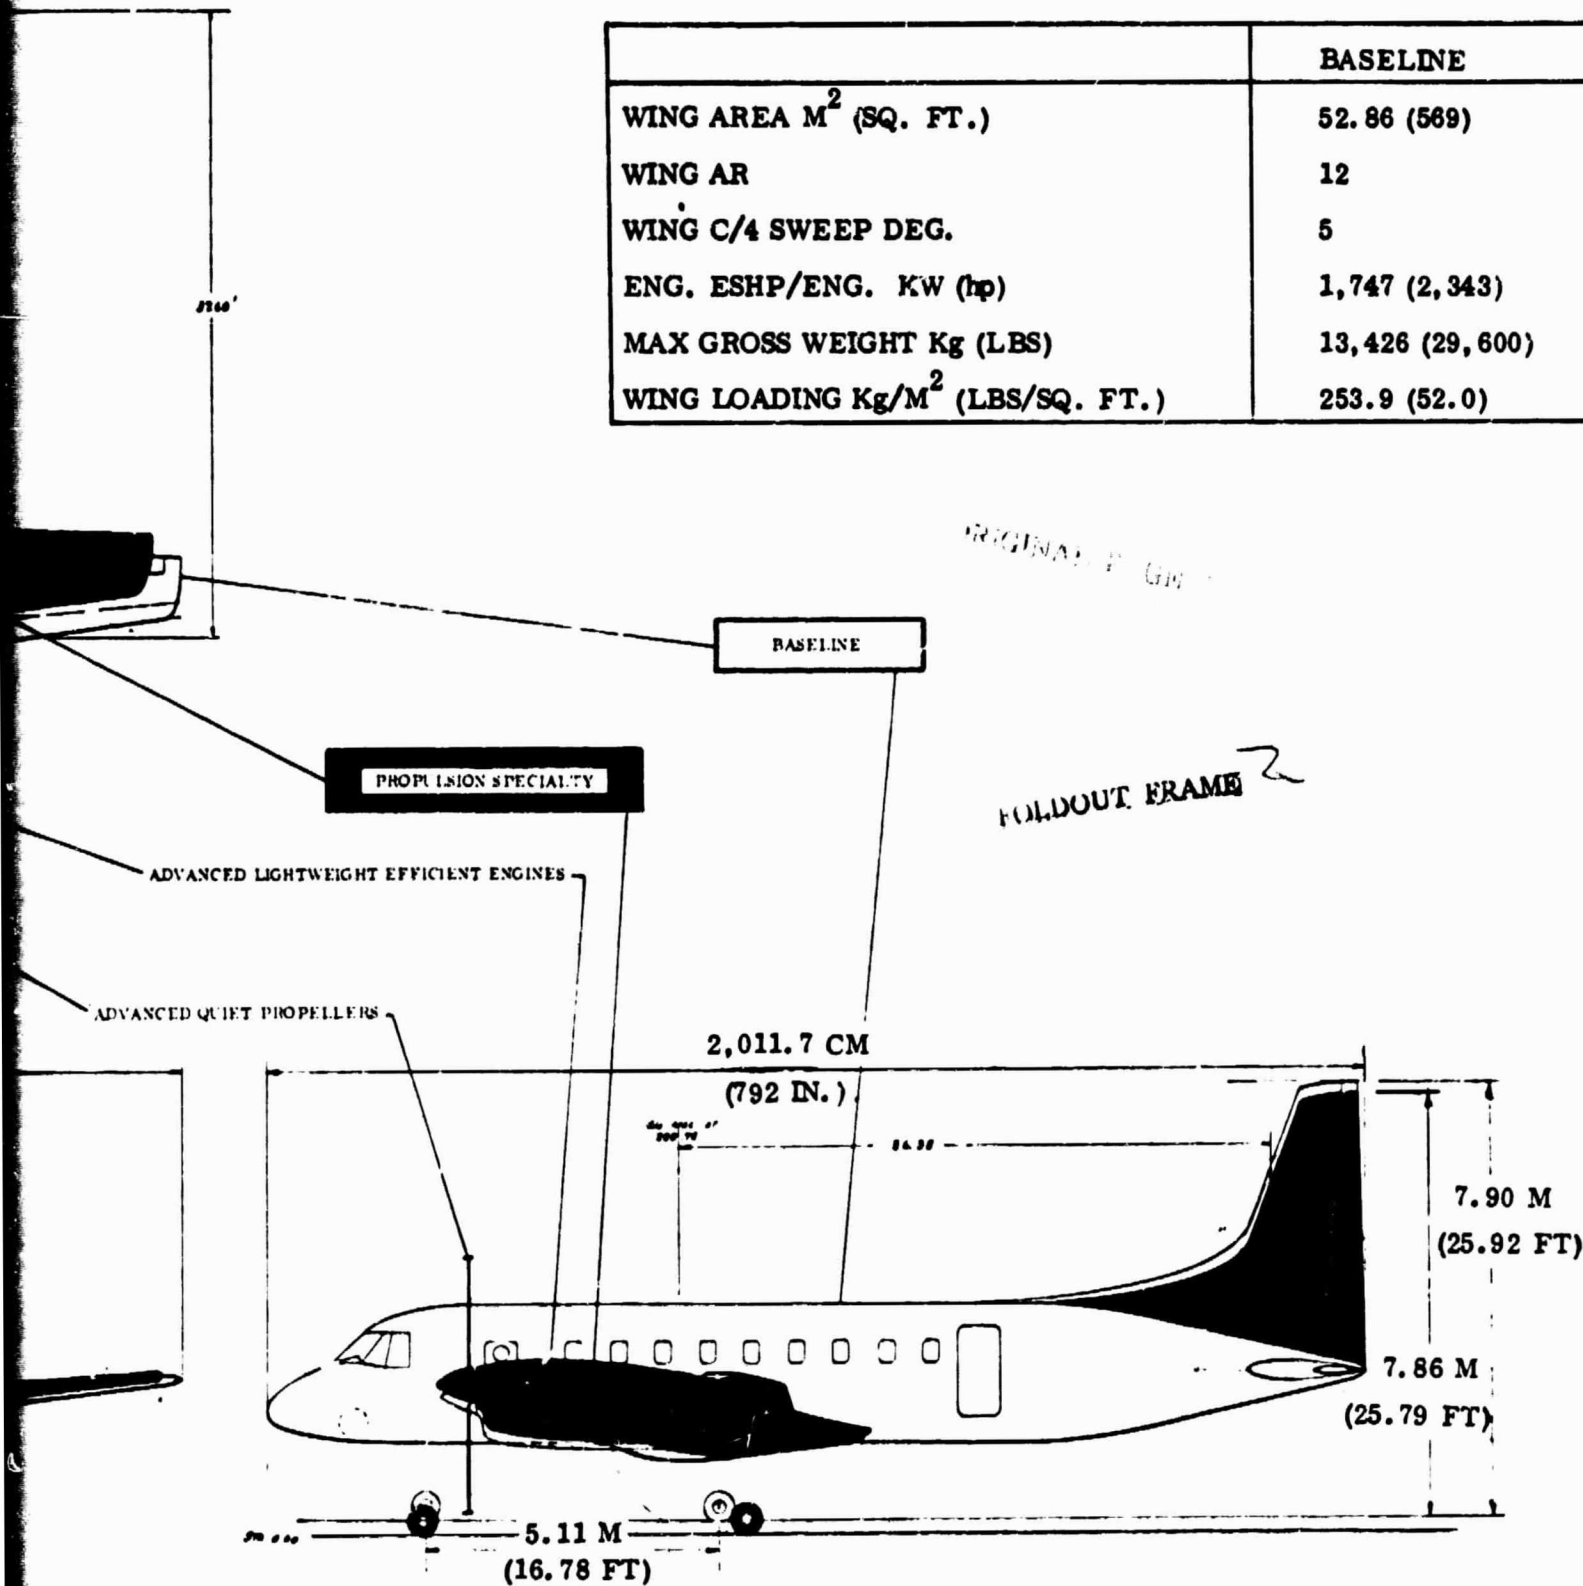 BASELINE
WING AREA M² (SQ. FT.) 52.86 (569)
WING AR 12
WING C/4 SWEEP DEG. 5
ENG. ESHP/ENG. KW (hp) 1,747 (2,343)
MAX GROSS WEIGHT Kg (LBS) 13,426 (29,600)
WING LOADING Kg/M² (LBS/SQ. FT.) 253.9 (52.0)
BASELINE
PROPULSION SPECIALTY
FOLDOUT FRAME 2
ADVANCED LIGHTWEIGHT EFFICIENT ENGINES
ADVANCED QUIET PROPELLERS
2,011.7 CM
(792 IN.)
7.90 M
(25.92 FT)
7.86 M
(25.79 FT)
5.11 M
(16.78 FT)